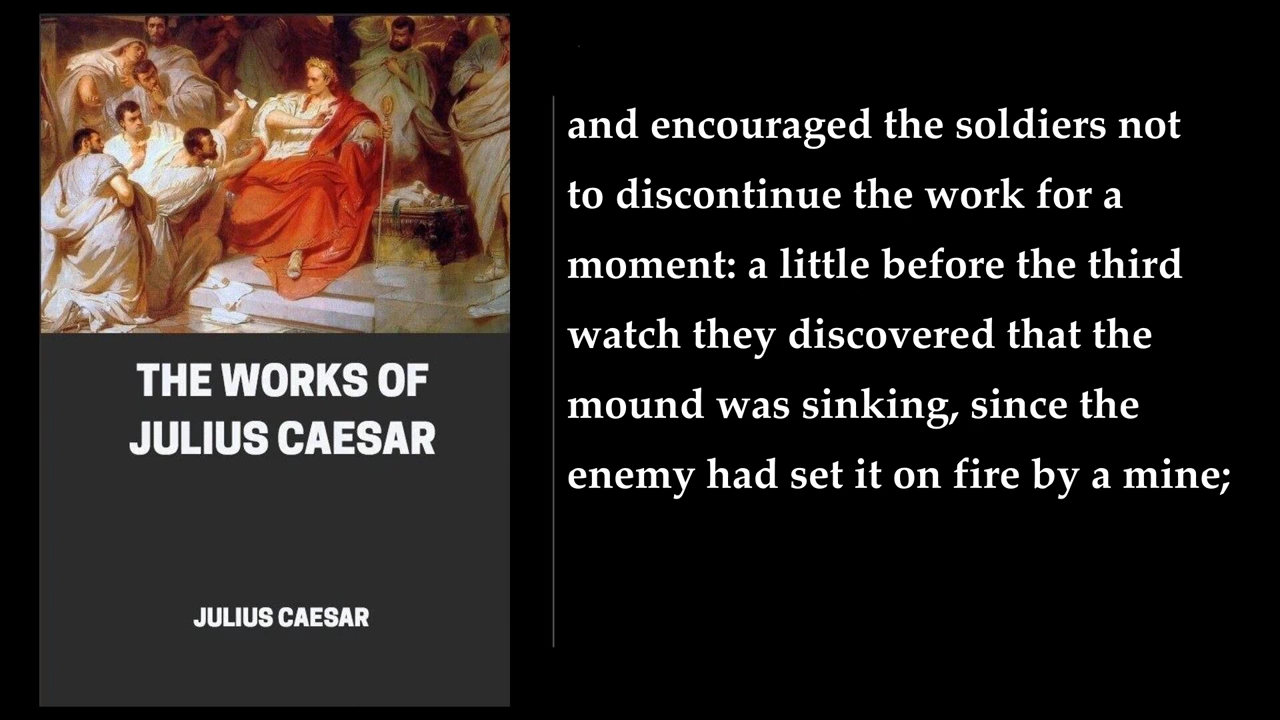 THE WORKS OF
JULIUS CAESAR
JULIUS CAESAR
and encouraged the soldiers not
to discontinue the work for a
moment: a little before the third
watch they discovered that the
mound was sinking, since the
enemy had set it on fire by a mine;